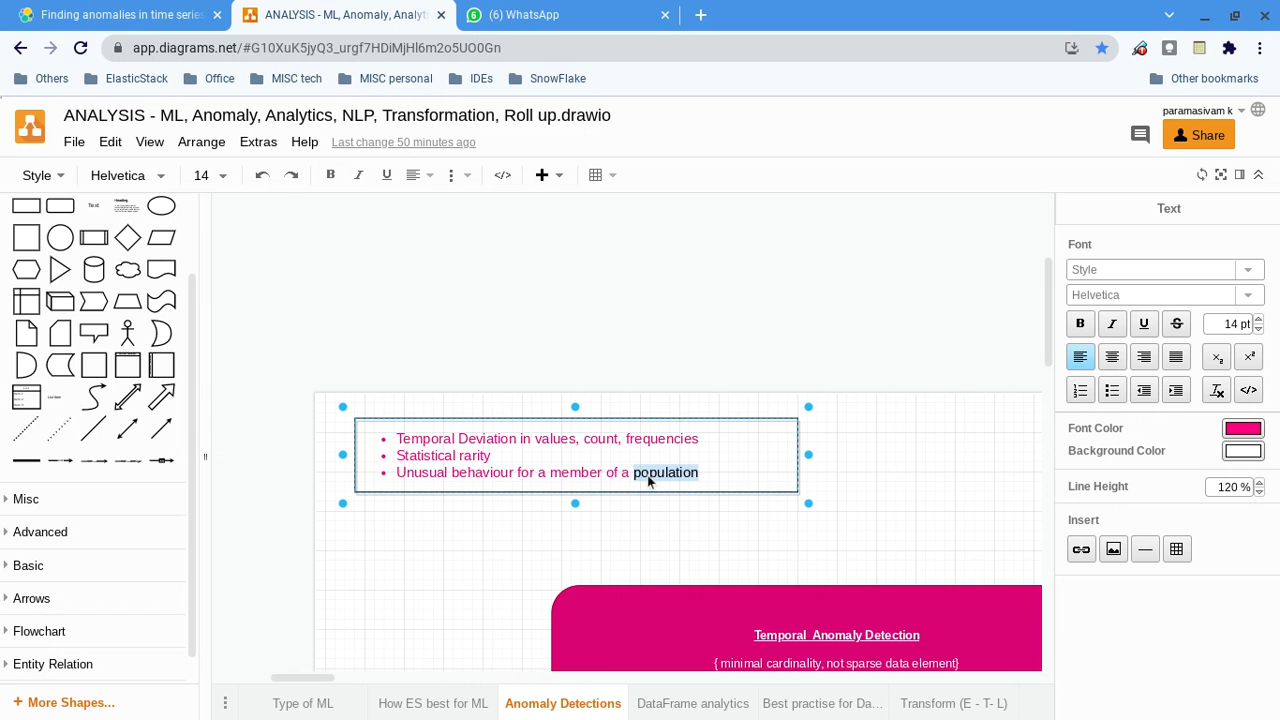 Finding anomalies in time series
ANALYSIS - ML, Anomaly, Analyti
(6) WhatsApp
app.diagrams.net/#G10XuK5jyQ3_urgf7HDiMjHl6m2o5UO0Gn
Others
ElasticStack
Office
MISC tech
MISC personal
IDEs
SnowFlake
Other bookmarks
ANALYSIS - ML, Anomaly, Analytics, NLP, Transformation, Roll up.drawio
paramasivam k
File Edit View Arrange Extras Help Last change 50 minutes ago
Share
Style Helvetica 14 B I U
Text
Heading
Text
Font
Style
Helvetica
B I U S 14 pt
Font Color
Background Color
Line Height 120 %
Insert
• Temporal Deviation in values, count, frequencies
• Statistical rarity
• Unusual behaviour for a member of a population
Temporal Anomaly Detection
{ minimal cardinality, not sparse data element}
Misc
Advanced
Basic
Arrows
Flowchart
Entity Relation
+ More Shapes...
Type of ML
How ES best for ML
Anomaly Detections
DataFrame analytics
Best practise for Da...
Transform (E - T- L)